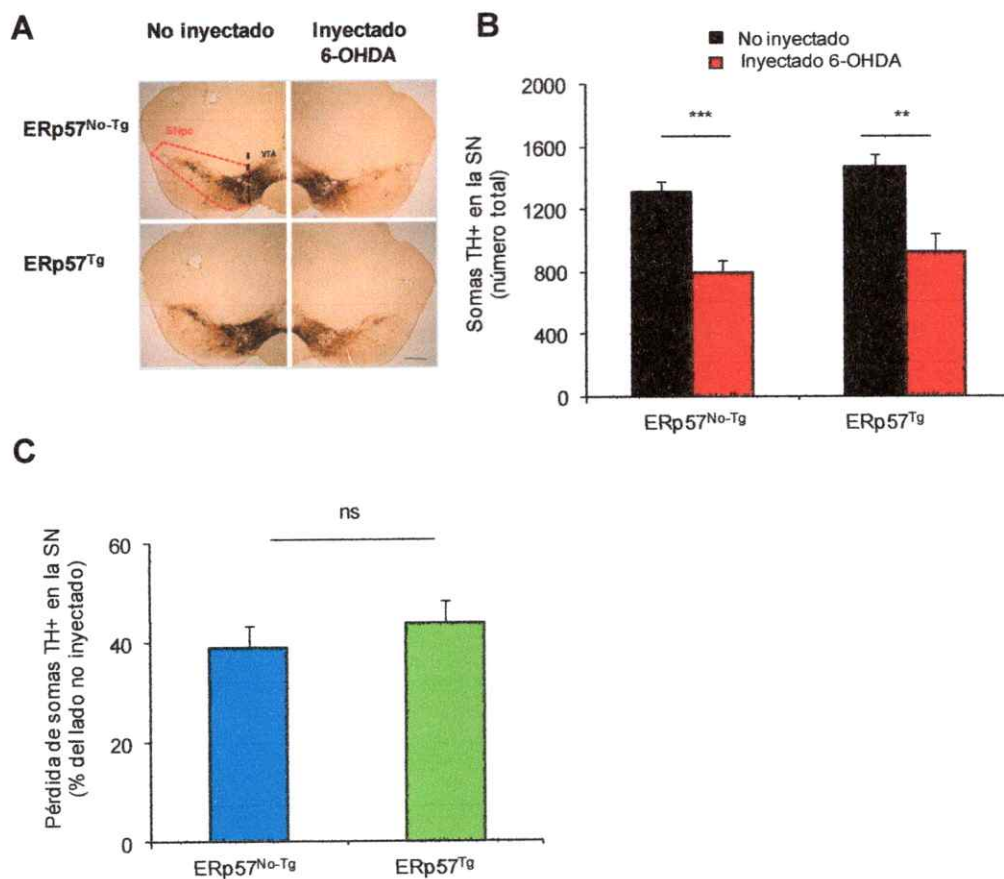 A
No inyectado
Inyectado
6-OHDA
ERp57No-Tg
SNpc
VTA
ERp57Tg
B
No inyectado
Inyectado 6-OHDA
Somas TH+ en la SN
(número total)
2000
1600
1200
800
400
0
***
**
ERp57No-Tg
ERp57Tg
C
Pérdida de somas TH+ en la SN
(% del lado no inyectado)
60
40
20
0
ns
ERp57No-Tg
ERp57Tg